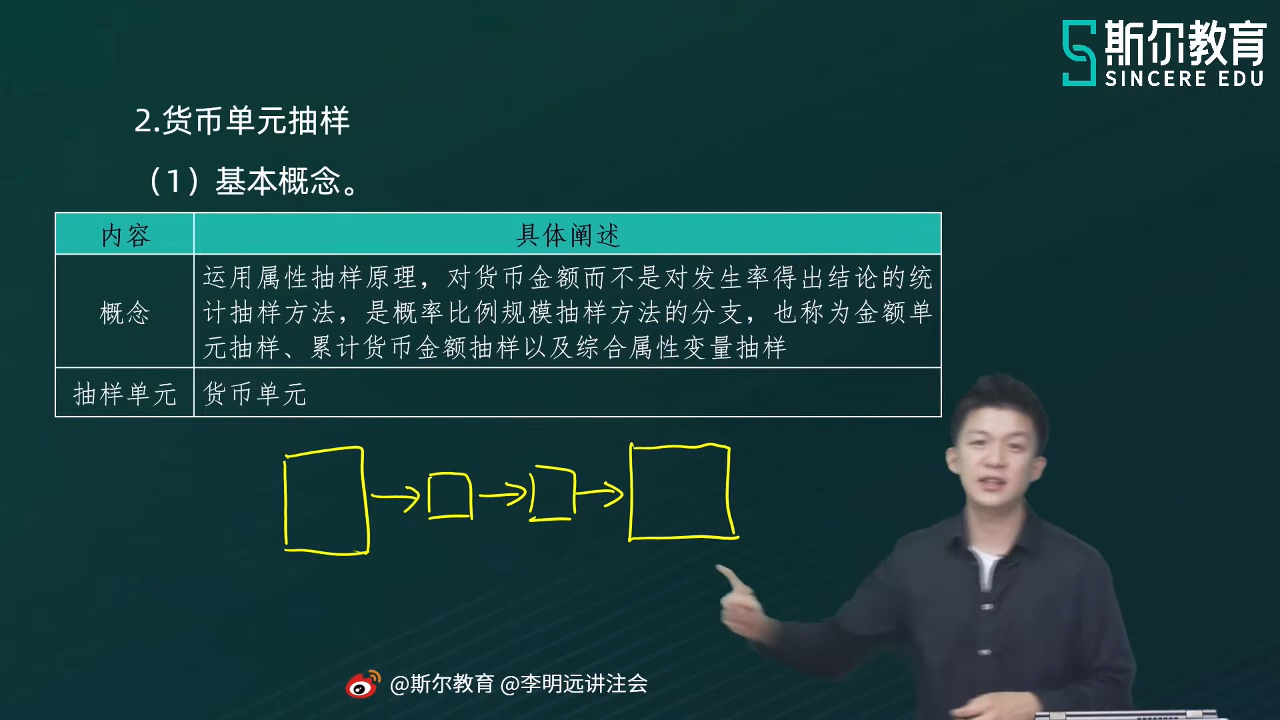 斯尔教育
SINCERE EDU
2.货币单元抽样
（1）基本概念。
内容
具体阐述
概念
运用属性抽样原理，对货币金额而不是对发生率得出结论的统
计抽样方法，是概率比例规模抽样方法的分支，也称为金额单
元抽样、累计货币金额抽样以及综合属性变量抽样
抽样单元
货币单元
@斯尔教育 @李明远讲注会